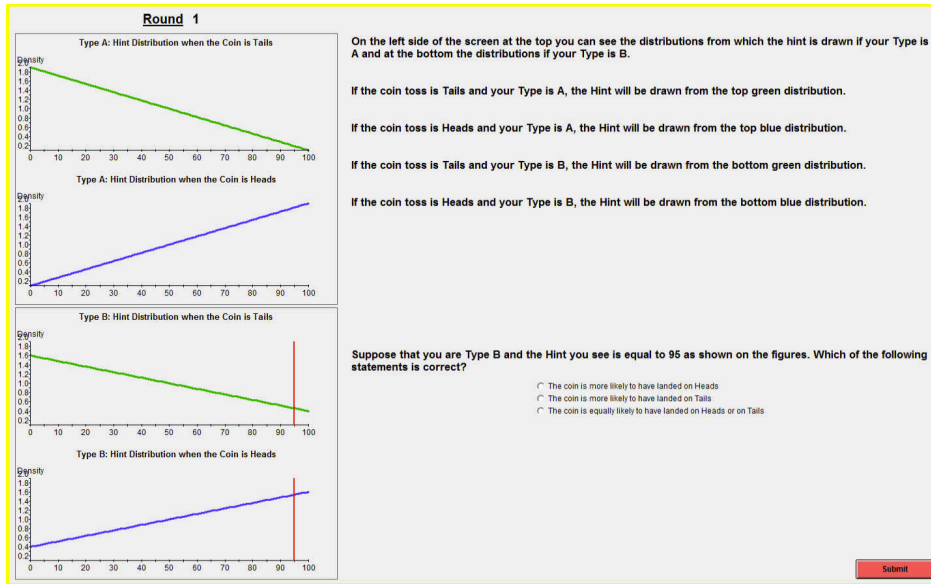 Round 1
Type A: Hint Distribution when the Coin is Tails
Density
2.0
1.8
1.6
1.4
1.2
1.0
0.8
0.6
0.4
0.2
0 10 20 30 40 50 60 70 80 90 100
Type A: Hint Distribution when the Coin is Heads
Density
2.0
1.8
1.6
1.4
1.2
1.0
0.8
0.6
0.4
0.2
0 10 20 30 40 50 60 70 80 90 100
Type B: Hint Distribution when the Coin is Tails
Density
2.0
1.8
1.6
1.4
1.2
1.0
0.8
0.6
0.4
0.2
0 10 20 30 40 50 60 70 80 90 100
Type B: Hint Distribution when the Coin is Heads
Density
2.0
1.8
1.6
1.4
1.2
1.0
0.8
0.6
0.4
0.2
0 10 20 30 40 50 60 70 80 90 100
On the left side of the screen at the top you can see the distributions from which the hint is drawn if your Type is
A and at the bottom the distributions if your Type is B.
If the coin toss is Tails and your Type is A, the Hint will be drawn from the top green distribution.
If the coin toss is Heads and your Type is A, the Hint will be drawn from the top blue distribution.
If the coin toss is Tails and your Type is B, the Hint will be drawn from the bottom green distribution.
If the coin toss is Heads and your Type is B, the Hint will be drawn from the bottom blue distribution.
Suppose that you are Type B and the Hint you see is equal to 95 as shown on the figures. Which of the following
statements is correct?
The coin is more likely to have landed on Heads
The coin is more likely to have landed on Tails
The coin is equally likely to have landed on Heads or on Tails
Submit